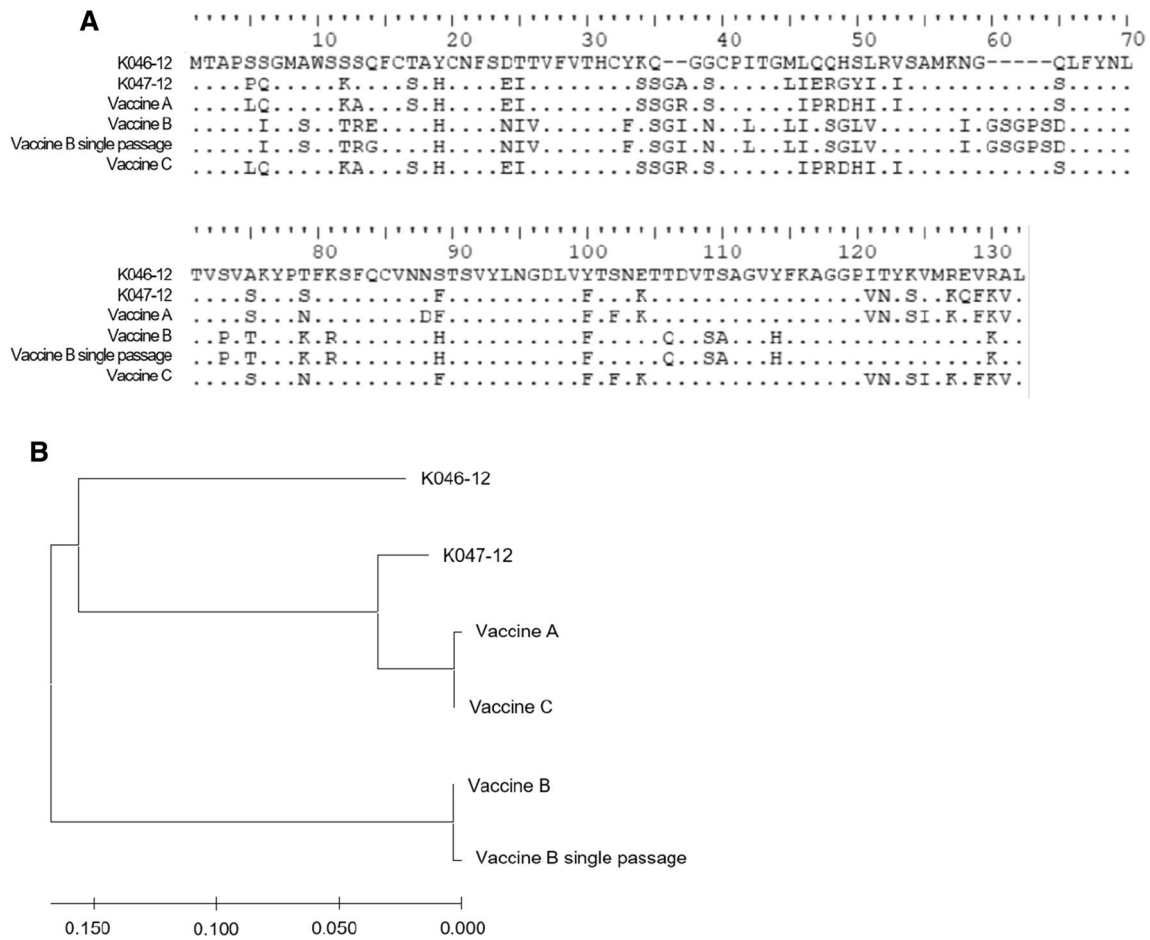 A
10 20 30 40 50 60 70
K046-12 MTAPSSGMAWSSSQFCTAYCNFSDTTVFVTHCYKQ--GGCPITGMLQQHSLRVSAMKNG-----QLFYNL
K047-12 ....PQ.....K....S.H....EI........SSGA.S.....LIERGYI.I...........S.....
Vaccine A ....LQ.....KA...S.H....EI........SSGR.S......IPRDHI.I...........S.....
Vaccine B .....I..S..TRE....H....NIV......F.SGI.N..L..LI.SGLV......I.GSGPSD.....
Vaccine B single passage .....I..S..TRG....H....NIV......F.SGI.N..L..LI.SGLV......I.GSGPSD.....
Vaccine C ....LQ.....KA...S.H....EI........SSGR.S......IPRDHI.I...........S.....
80 90 100 110 120 130
K046-12 TVSVAKYPTFKSFQCVNNSTSVYLNGDLVYTSNETTDVTSAGVYFKAGGPITYKVMREVRAL
K047-12 ....S...S.........F..........F...K................VN.S..KQFKV.
Vaccine A ....S...N........DF..........F.F.K................VN.SI.K.FKV.
Vaccine B ..P.T...K.R.......H..........F.....Q..SA...H...............K..
Vaccine B single passage ..P.T...K.R.......H..........F.....Q..SA...H...............K..
Vaccine C ....S...N.........F..........F.F.K................VN.SI.K.FKV.
B
K046-12
K047-12
Vaccine A
Vaccine C
Vaccine B
Vaccine B single passage
0.150 0.100 0.050 0.000